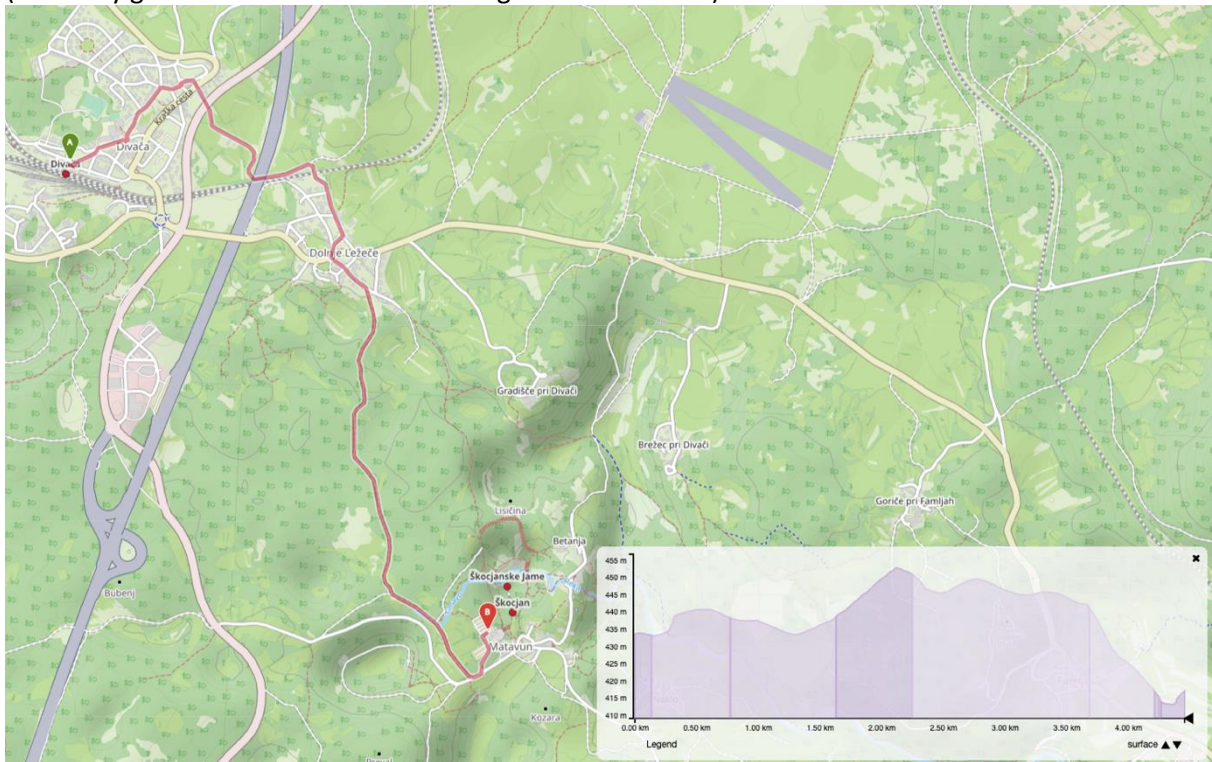 A
Divača
Divača
Kraška cesta
Dolnje Ležeče
Gradišče pri Divači
Brežec pri Divači
Goriče pri Famljah
Lisičina
Betanja
Škocjanske Jame
Škocjan
B
Matavun
Bubenj
Kozara
455 m
450 m
445 m
440 m
435 m
430 m
425 m
420 m
415 m
410 m
0.00 km 0.50 km 1.00 km 1.50 km 2.00 km 2.50 km 3.00 km 3.50 km 4.00 km
Legend
surface ▲▼